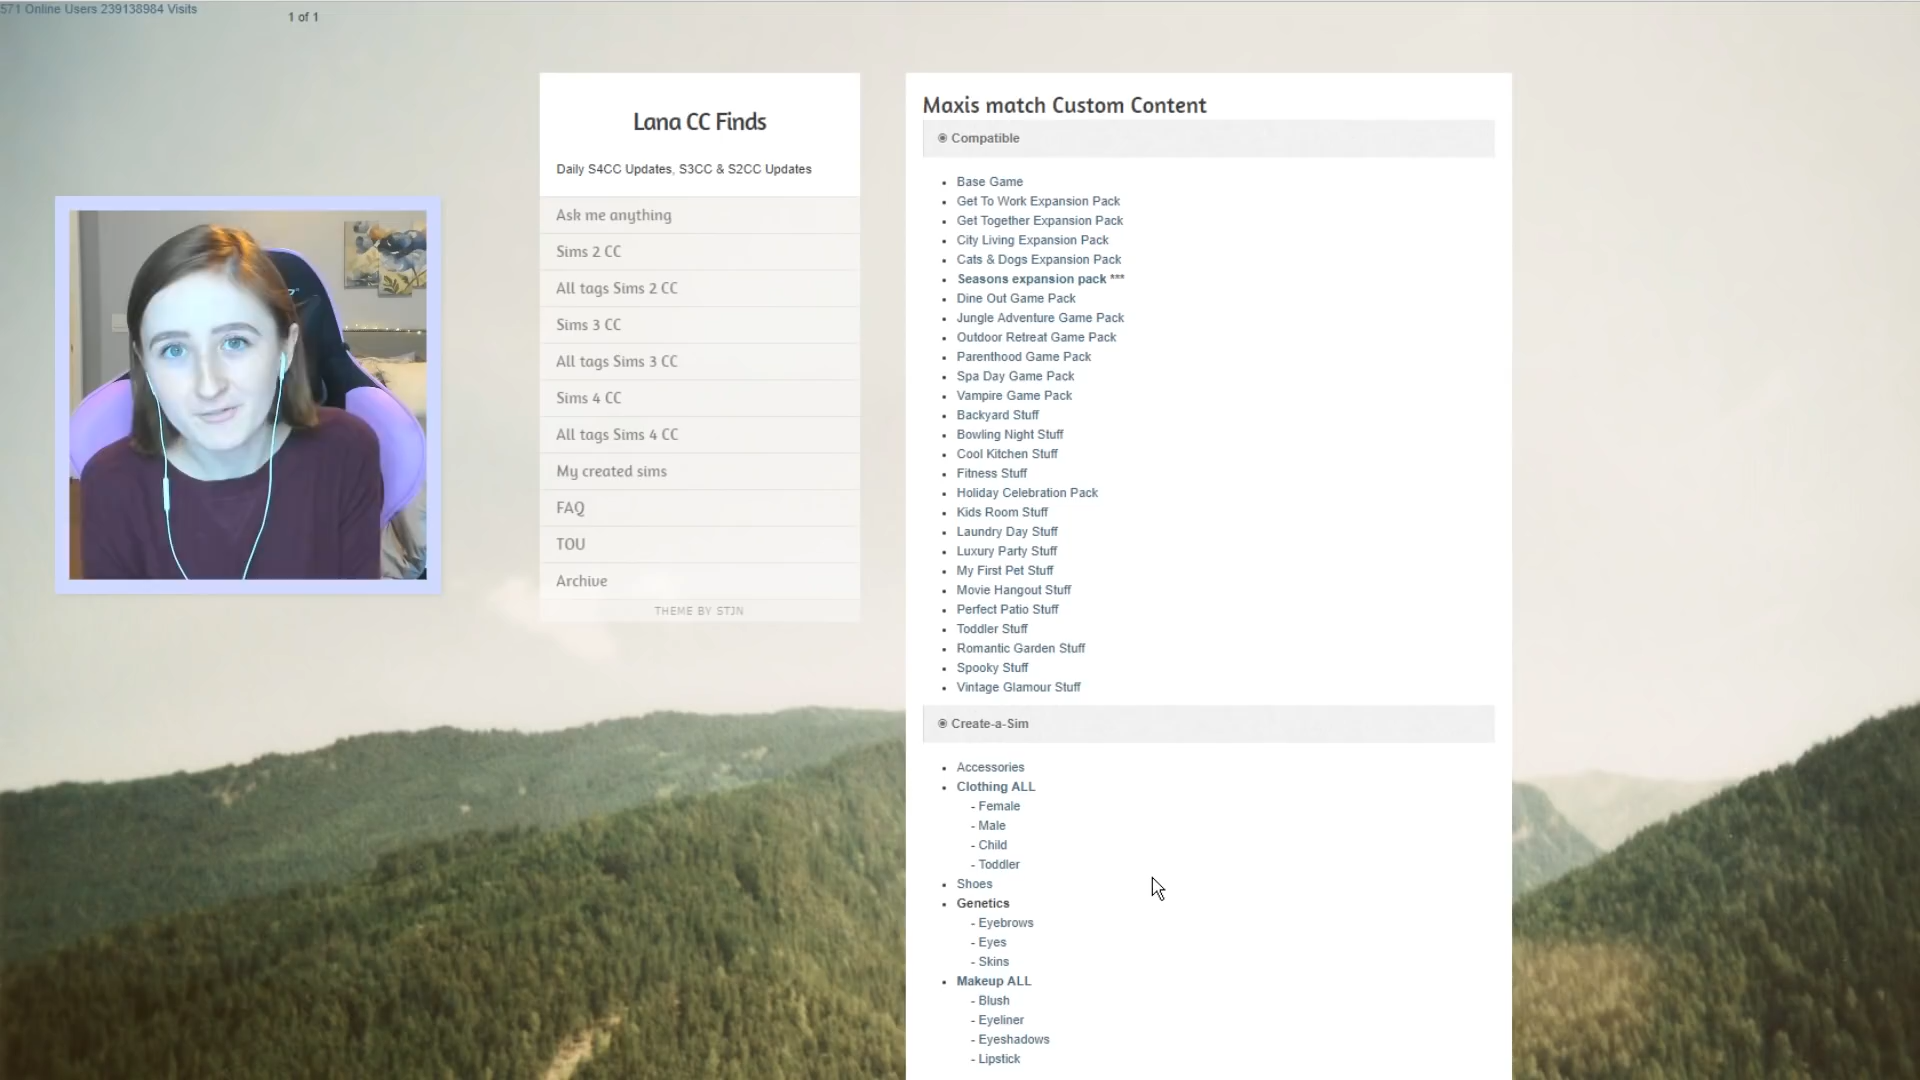 571 Online Users 239138984 Visits
1 of 1
Lana CC Finds
Daily S4CC Updates, S3CC & S2CC Updates
Ask me anything
Sims 2 CC
All tags Sims 2 CC
Sims 3 CC
All tags Sims 3 CC
Sims 4 CC
All tags Sims 4 CC
My created sims
FAQ
TOU
Archive
THEME BY STJN
Maxis match Custom Content
◉ Compatible
• Base Game
• Get To Work Expansion Pack
• Get Together Expansion Pack
• City Living Expansion Pack
• Cats & Dogs Expansion Pack
• Seasons expansion pack ***
• Dine Out Game Pack
• Jungle Adventure Game Pack
• Outdoor Retreat Game Pack
• Parenthood Game Pack
• Spa Day Game Pack
• Vampire Game Pack
• Backyard Stuff
• Bowling Night Stuff
• Cool Kitchen Stuff
• Fitness Stuff
• Holiday Celebration Pack
• Kids Room Stuff
• Laundry Day Stuff
• Luxury Party Stuff
• My First Pet Stuff
• Movie Hangout Stuff
• Perfect Patio Stuff
• Toddler Stuff
• Romantic Garden Stuff
• Spooky Stuff
• Vintage Glamour Stuff
◉ Create-a-Sim
• Accessories
• Clothing ALL
- Female
- Male
- Child
- Toddler
• Shoes
• Genetics
- Eyebrows
- Eyes
- Skins
• Makeup ALL
- Blush
- Eyeliner
- Eyeshadows
- Lipstick